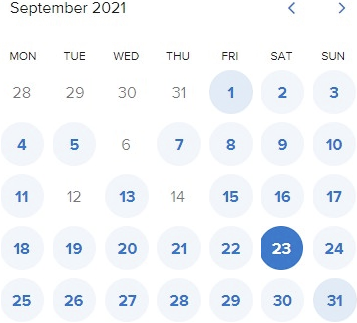 September 2021
MON TUE WED THU FRI SAT SUN
28 29 30 31 1 2 3
4 5 6 7 8 9 10
11 12 13 14 15 16 17
18 19 20 21 22 23 24
25 26 27 28 29 30 31